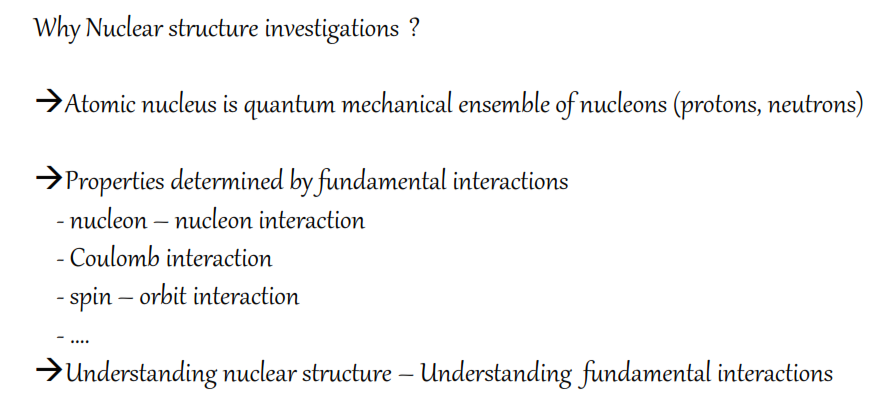 Why Nuclear structure investigations ?
→Atomic nucleus is quantum mechanical ensemble of nucleons (protons, neutrons)
→Properties determined by fundamental interactions
- nucleon – nucleon interaction
- Coulomb interaction
- spin – orbit interaction
- ....
→Understanding nuclear structure – Understanding fundamental interactions